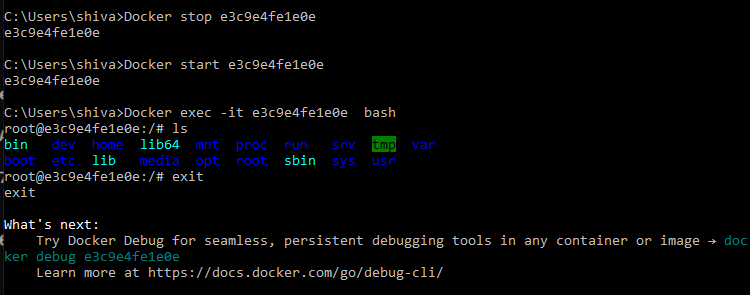 C:\Users\shiva>Docker stop e3c9e4fe1e0e
e3c9e4fe1e0e
C:\Users\shiva>Docker start e3c9e4fe1e0e
e3c9e4fe1e0e
C:\Users\shiva>Docker exec -it e3c9e4fe1e0e  bash
root@e3c9e4fe1e0e:/# ls
bin   dev  home  lib64  mnt  proc  run   srv  tmp  var
boot  etc  lib   media  opt  root  sbin  sys  usr
root@e3c9e4fe1e0e:/# exit
exit
What's next:
    Try Docker Debug for seamless, persistent debugging tools in any container or image → doc
ker debug e3c9e4fe1e0e
    Learn more at https://docs.docker.com/go/debug-cli/